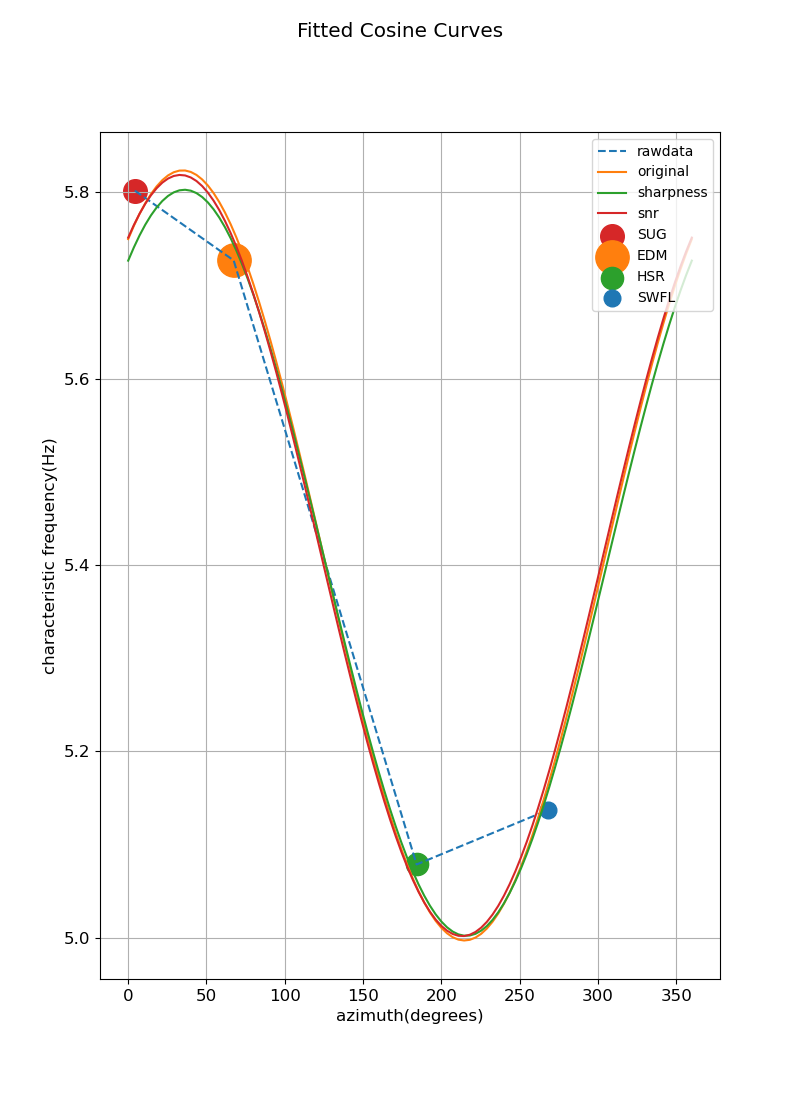 Fitted Cosine Curves
rawdata
original
sharpness
snr
SUG
EDM
HSR
SWFL
characteristic frequency(Hz)
5.8
5.6
5.4
5.2
5.0
0 50 100 150 200 250 300 350
azimuth(degrees)